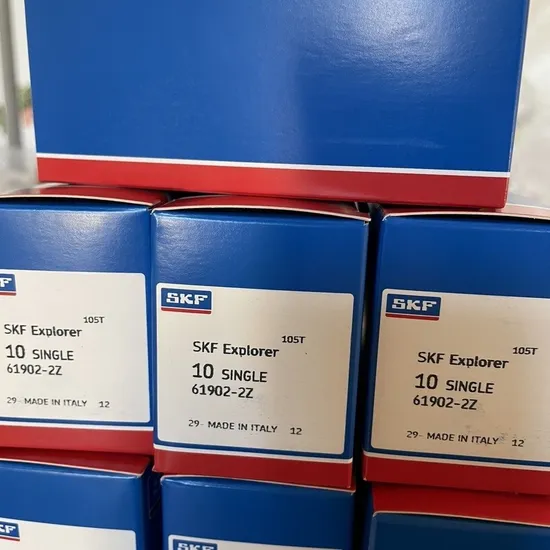 SKF Explorer 105T
10 SINGLE
61902-2Z
29- MADE IN ITALY 12
SKF
SKF Explorer 105T
10 SINGLE
61902-2Z
29- MADE IN ITALY 12
SKF
SKF Explorer 105T
10 SINGLE
61902-2Z
29- MADE IN ITALY 12
SKF